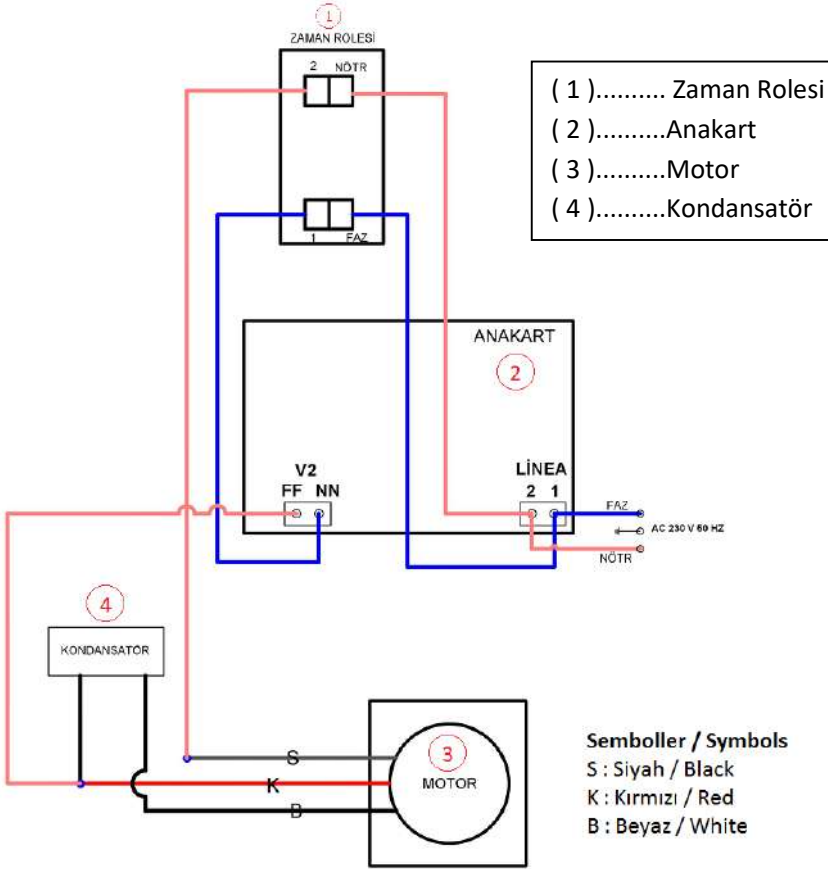 1
ZAMAN ROLESİ
2 NÖTR
1 FAZ
( 1 ).......... Zaman Rolesi
( 2 )..........Anakart
( 3 )..........Motor
( 4 )..........Kondansatör
ANAKART
2
V2
FF NN
LİNEA
2 1
FAZ
AC 230 V 50 HZ
NÖTR
4
KONDANSATÖR
S
K
B
3
MOTOR
Semboller / Symbols
S : Siyah / Black
K : Kırmızı / Red
B : Beyaz / White